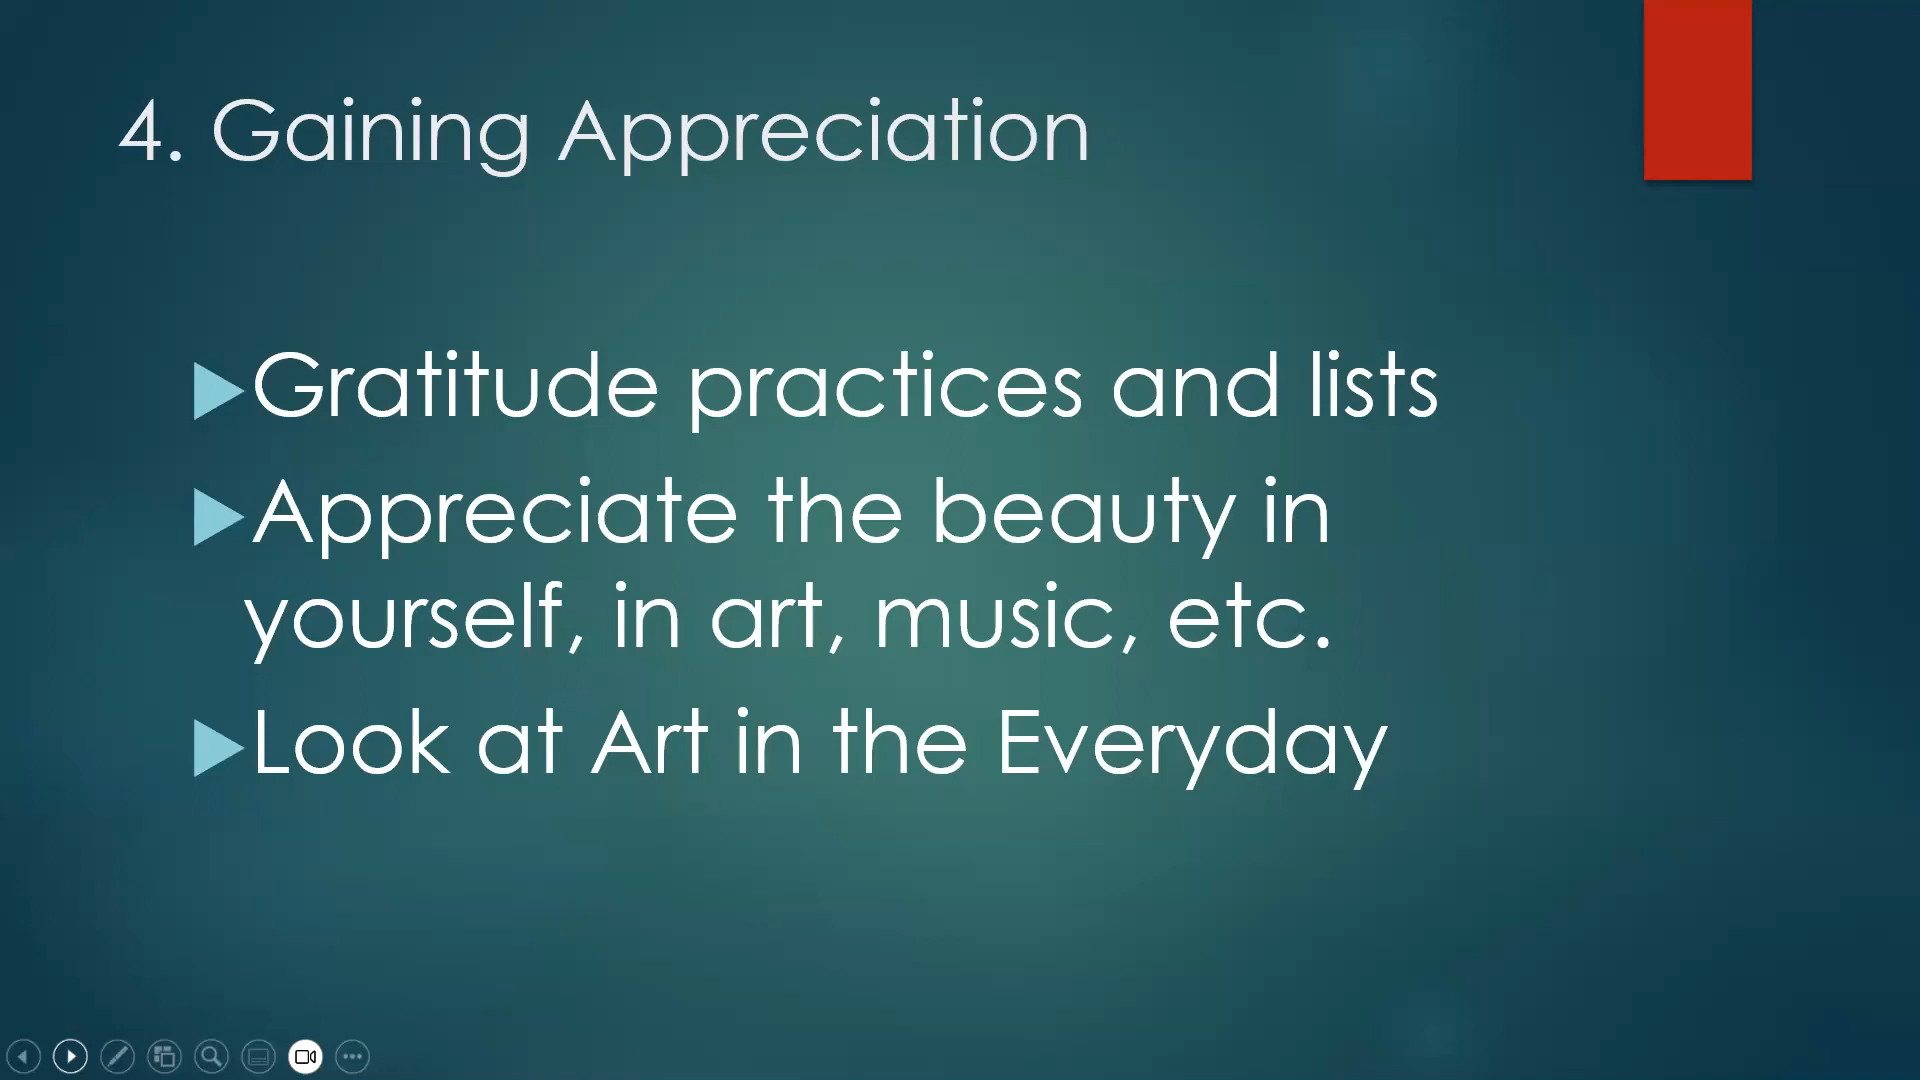 4. Gaining Appreciation
Gratitude practices and lists
Appreciate the beauty in
yourself, in art, music, etc.
Look at Art in the Everyday